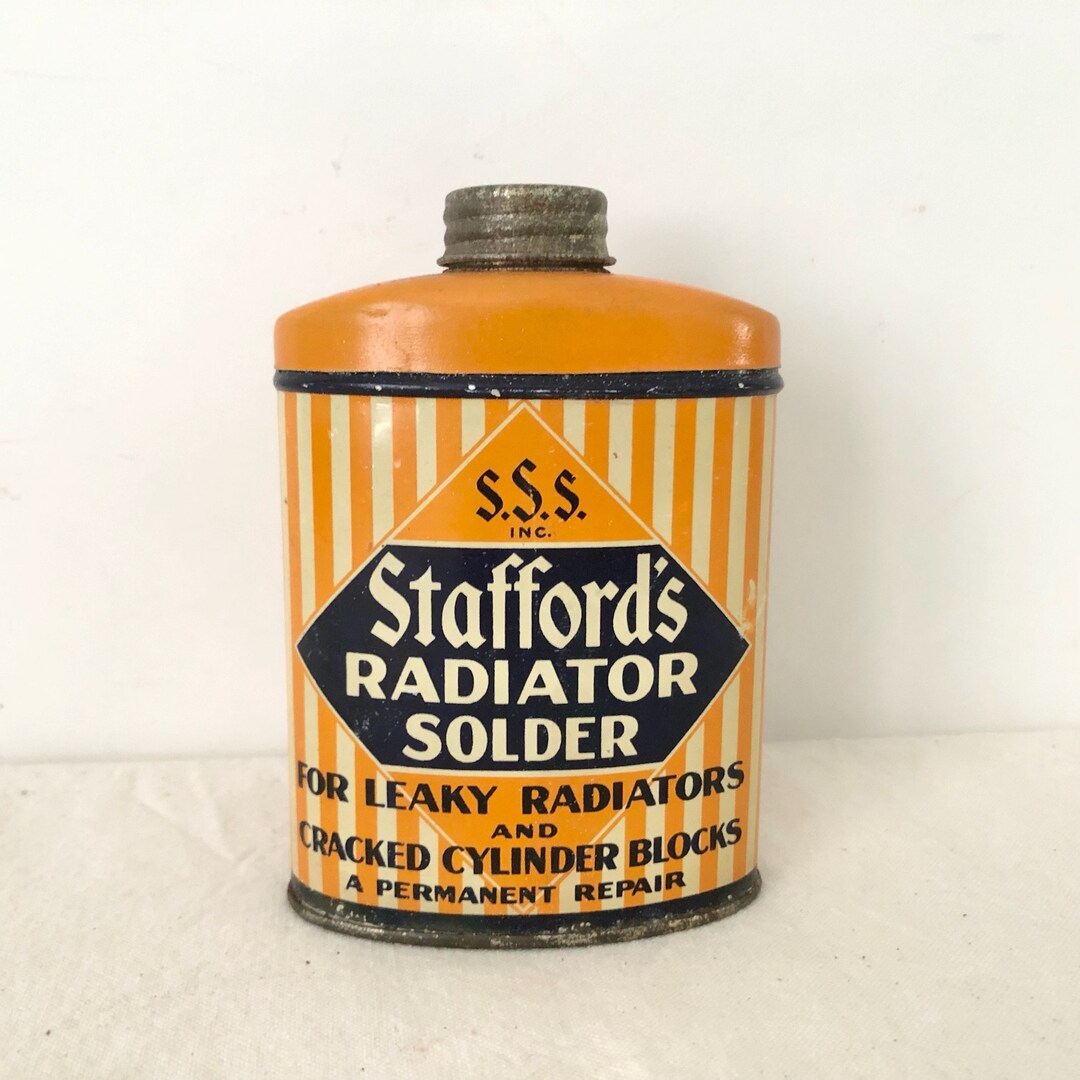 S.S.S.
INC.
Stafford's
RADIATOR
SOLDER
FOR LEAKY RADIATORS
AND
CRACKED CYLINDER BLOCKS
A PERMANENT REPAIR